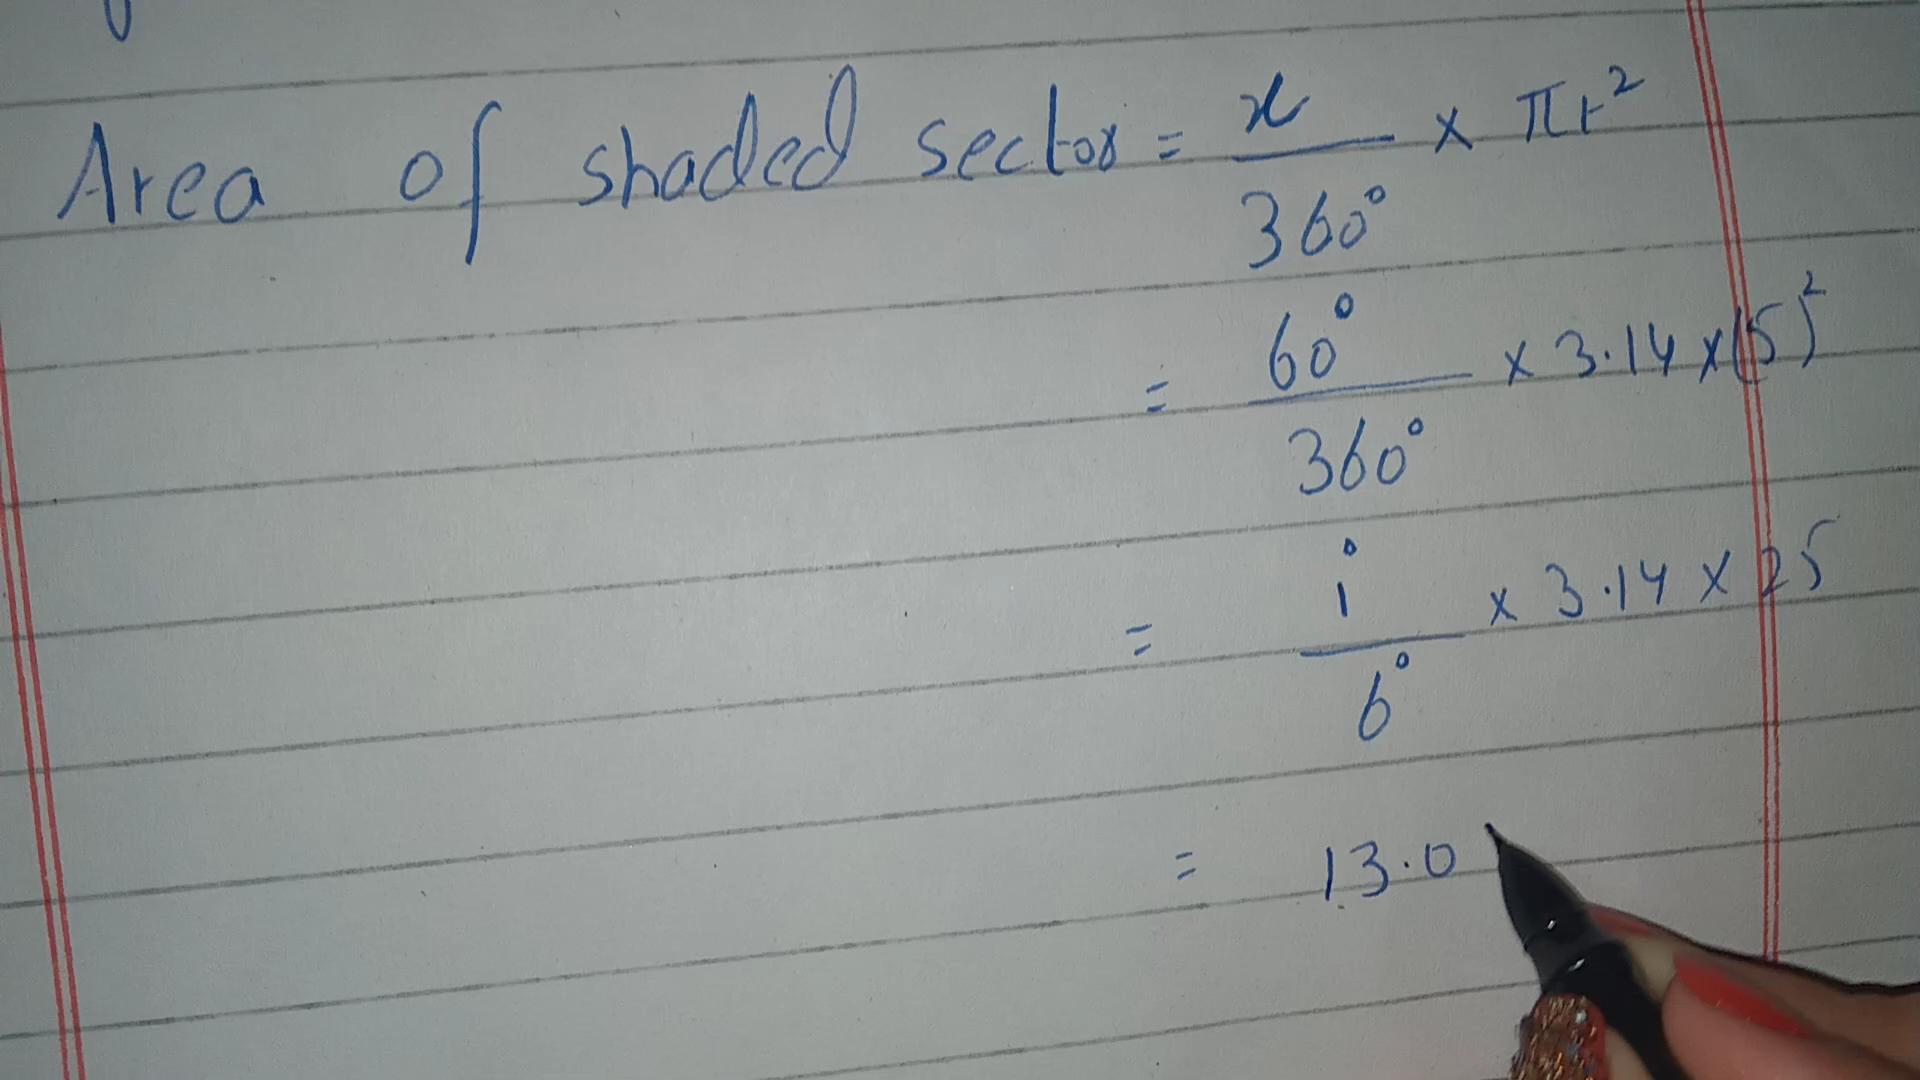 Area of shaded sector = x/360° × πr²
= 60°/360° × 3.14 × (5)²
= 1°/6° × 3.14 × 25
= 13.0